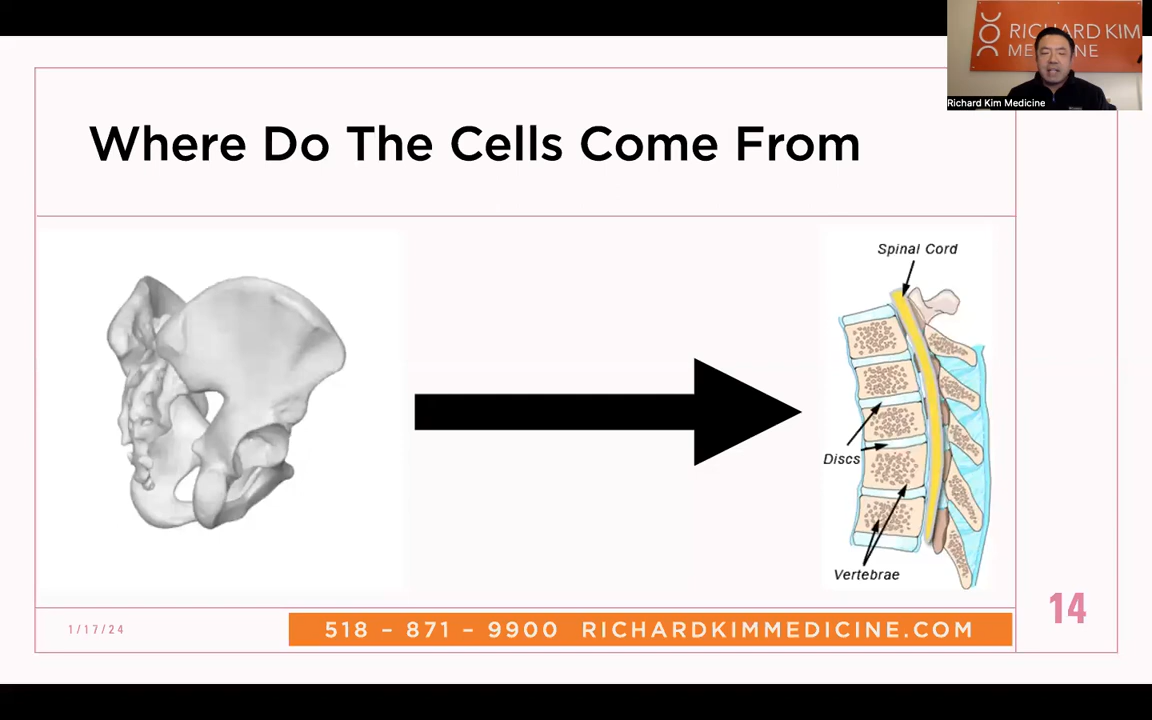 RICHARD KIM
MEDICINE
Richard Kim Medicine
Where Do The Cells Come From
Spinal Cord
Discs
Vertebrae
14
1/17/24
518 - 871 - 9900 RICHARDKIMMEDICINE.COM